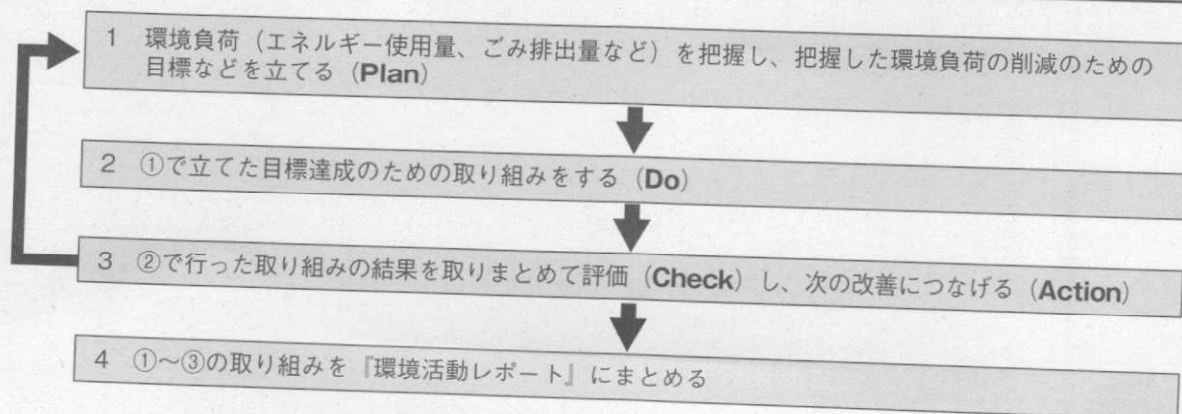 1 環境負荷（エネルギー使用量、ごみ排出量など）を把握し、把握した環境負荷の削減のための
目標などを立てる（Plan）
2 ①で立てた目標達成のための取り組みをする（Do）
3 ②で行った取り組みの結果を取りまとめて評価（Check）し、次の改善につなげる（Action）
4 ①～③の取り組みを『環境活動レポート』にまとめる